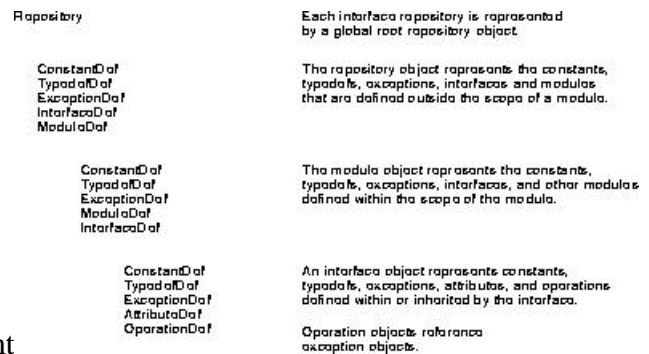 Repository
Each interface repository is represented
by a global root repository object.
ConstantDef
TypedefDef
ExceptionDef
InterfaceDef
ModuleDef
The repository object represents the constants,
typedefs, exceptions, interfaces and modules
that are defined outside the scope of a module.
ConstantDef
TypedefDef
ExceptionDef
ModuleDef
InterfaceDef
The module object represents the constants,
typedefs, exceptions, interfaces, and other modules
defined within the scope of the module.
ConstantDef
TypedefDef
ExceptionDef
AttributeDef
OperationDef
An interface object represents constants,
typedefs, exceptions, attributes, and operations
defined within or inherited by the interface.
Operation objects reference
exception objects.
nt